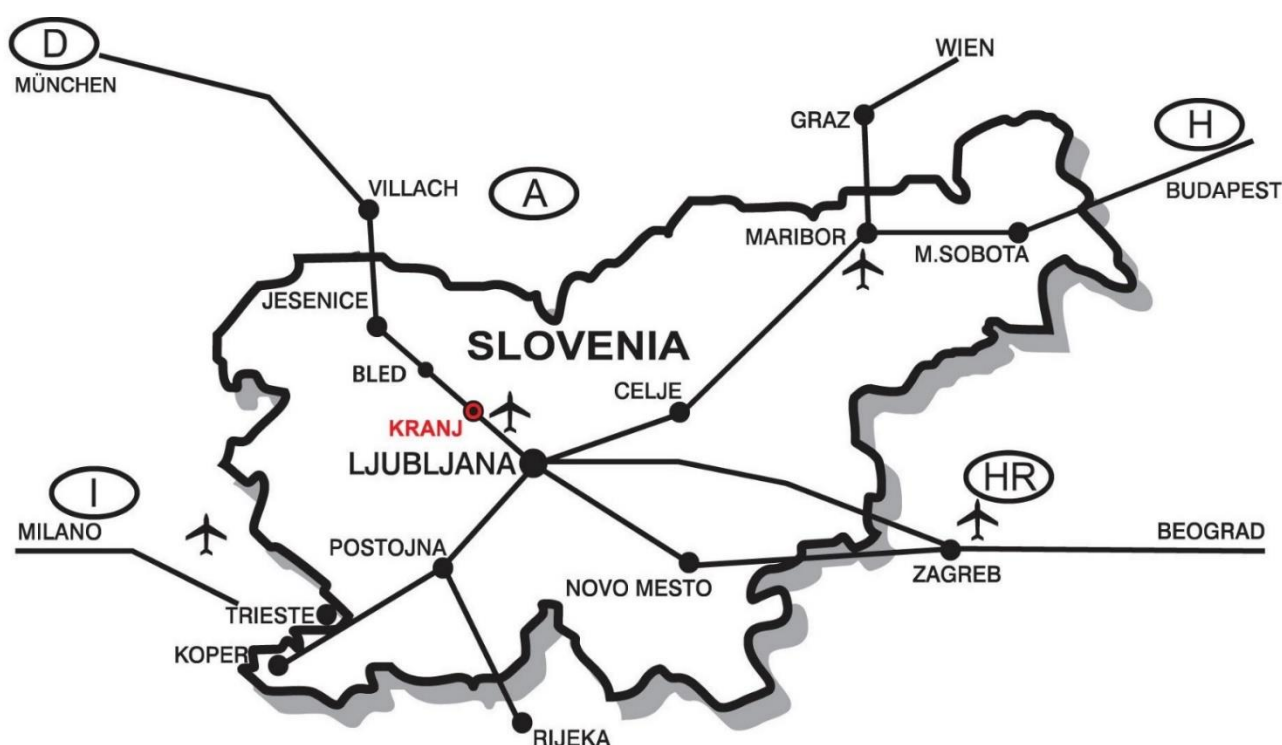 D
MÜNCHEN
WIEN
GRAZ
H
BUDAPEST
VILLACH
A
MARIBOR
M.SOBOTA
JESENICE
SLOVENIA
BLED
CELJE
KRANJ
LJUBLJANA
I
HR
MILANO
POSTOJNA
BEOGRAD
NOVO MESTO
ZAGREB
TRIESTE
KOPER
RIJEKA